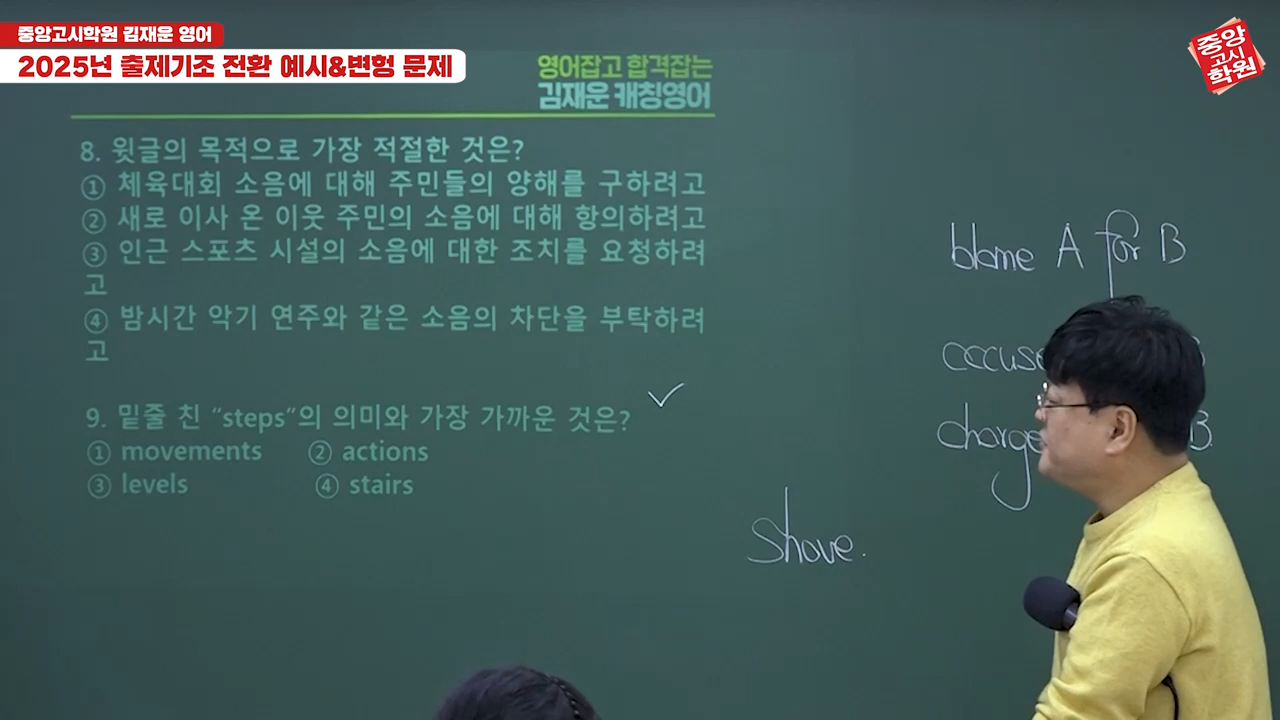 중앙고시학원 김재운 영어
2025년 출제기조 전환 예시&변형 문제
중앙
고시
학원
영어잡고 합격잡는
김재운 캐칭영어
8. 윗글의 목적으로 가장 적절한 것은?
① 체육대회 소음에 대해 주민들의 양해를 구하려고
② 새로 이사 온 이웃 주민의 소음에 대해 항의하려고
③ 인근 스포츠 시설의 소음에 대한 조치를 요청하려
고
④ 밤시간 악기 연주와 같은 소음의 차단을 부탁하려
고
9. 밑줄 친 “steps”의 의미와 가장 가까운 것은?
① movements ② actions
③ levels ④ stairs
blame A for B
accuse
charge B
shove.